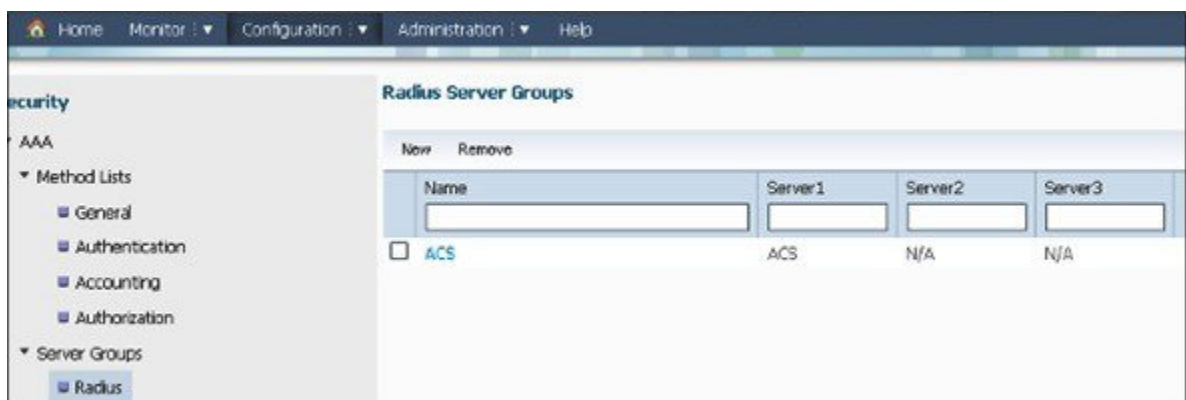 Home Monitor Configuration Administration Help
ecurity
AAA
Method Lists
General
Authentication
Accounting
Authorization
Server Groups
Radius
Radius Server Groups
New Remove
Name Server1 Server2 Server3
ACS ACS N/A N/A